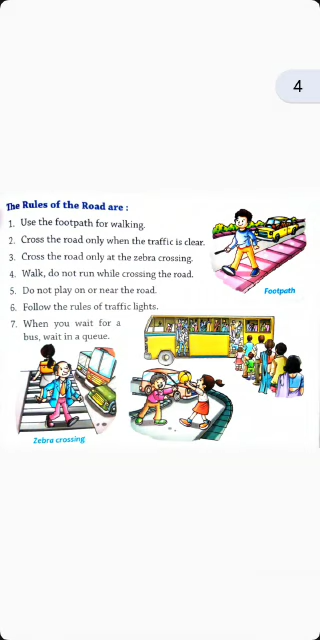 4
The Rules of the Road are :
1. Use the footpath for walking.
2. Cross the road only when the traffic is clear.
3. Cross the road only at the zebra crossing.
4. Walk, do not run while crossing the road.
5. Do not play on or near the road.
6. Follow the rules of traffic lights.
7. When you wait for a
bus, wait in a queue.
Footpath
Zebra crossing